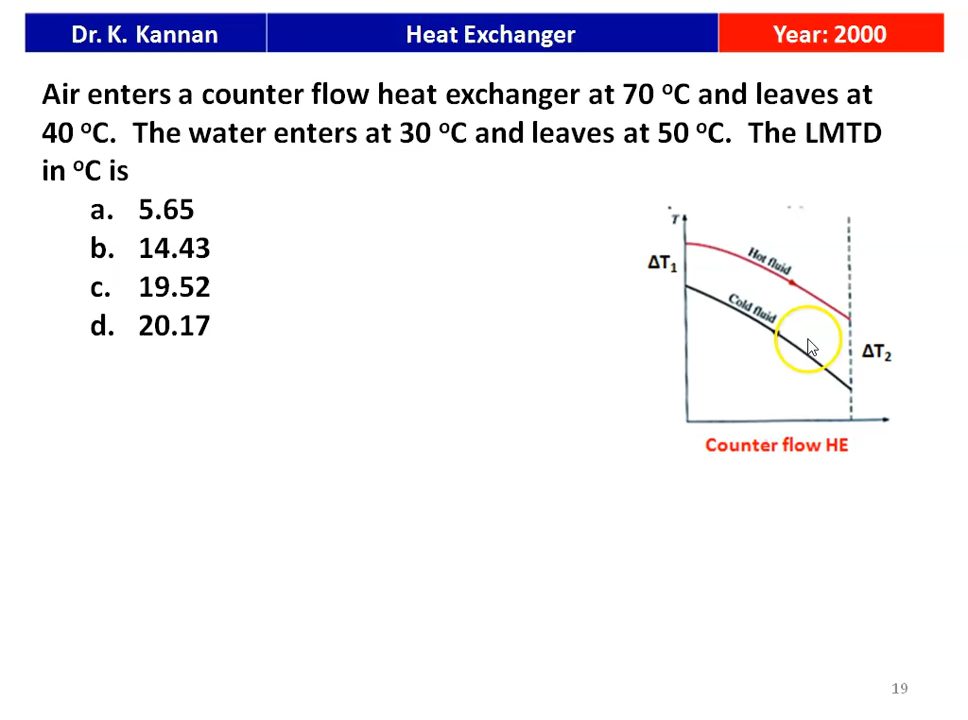 Dr. K. Kannan
Heat Exchanger
Year: 2000
Air enters a counter flow heat exchanger at 70 °C and leaves at
40 °C. The water enters at 30 °C and leaves at 50 °C. The LMTD
in °C is
a. 5.65
b. 14.43
c. 19.52
d. 20.17
T
ΔT₁
Hot fluid
Cold fluid
ΔT₂
Counter flow HE
19